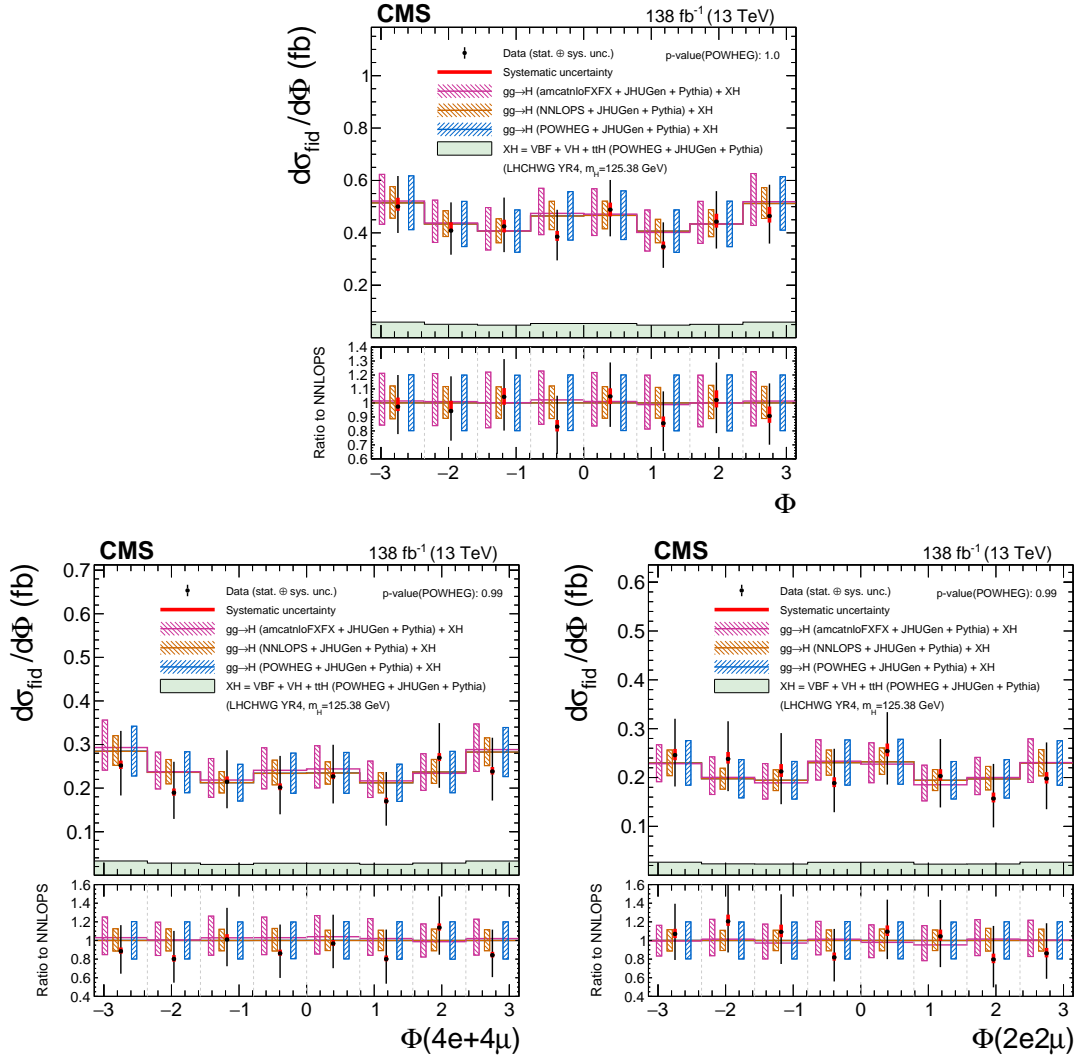 CMS 138 fb⁻¹ (13 TeV)
dσ_fid/dΦ (fb)
Data (stat. ⊕ sys. unc.) p-value(POWHEG): 1.0
Systematic uncertainty
gg→H (amcatnloFXFX + JHUGen + Pythia) + XH
gg→H (NNLOPS + JHUGen + Pythia) + XH
gg→H (POWHEG + JHUGen + Pythia) + XH
XH = VBF + VH + ttH (POWHEG + JHUGen + Pythia)
(LHCHWG YR4, m_H=125.38 GeV)
1
0.8
0.6
0.4
0.2
Ratio to NNLOPS
1.4
1.3
1.2
1.1
1.0
0.9
0.8
0.7
0.6
−3 −2 −1 0 1 2 3
Φ
CMS 138 fb⁻¹ (13 TeV)
dσ_fid/dΦ (fb)
Data (stat. ⊕ sys. unc.) p-value(POWHEG): 0.99
Systematic uncertainty
gg→H (amcatnloFXFX + JHUGen + Pythia) + XH
gg→H (NNLOPS + JHUGen + Pythia) + XH
gg→H (POWHEG + JHUGen + Pythia) + XH
XH = VBF + VH + ttH (POWHEG + JHUGen + Pythia)
(LHCHWG YR4, m_H=125.38 GeV)
0.7
0.6
0.5
0.4
0.3
0.2
0.1
Ratio to NNLOPS
1.6
1.4
1.2
1
0.8
0.6
0.4
−3 −2 −1 0 1 2 3
Φ(4e+4μ)
CMS 138 fb⁻¹ (13 TeV)
dσ_fid/dΦ (fb)
Data (stat. ⊕ sys. unc.) p-value(POWHEG): 0.99
Systematic uncertainty
gg→H (amcatnloFXFX + JHUGen + Pythia) + XH
gg→H (NNLOPS + JHUGen + Pythia) + XH
gg→H (POWHEG + JHUGen + Pythia) + XH
XH = VBF + VH + ttH (POWHEG + JHUGen + Pythia)
(LHCHWG YR4, m_H=125.38 GeV)
0.6
0.5
0.4
0.3
0.2
0.1
Ratio to NNLOPS
1.6
1.4
1.2
1
0.8
0.6
0.4
−3 −2 −1 0 1 2 3
Φ(2e2μ)